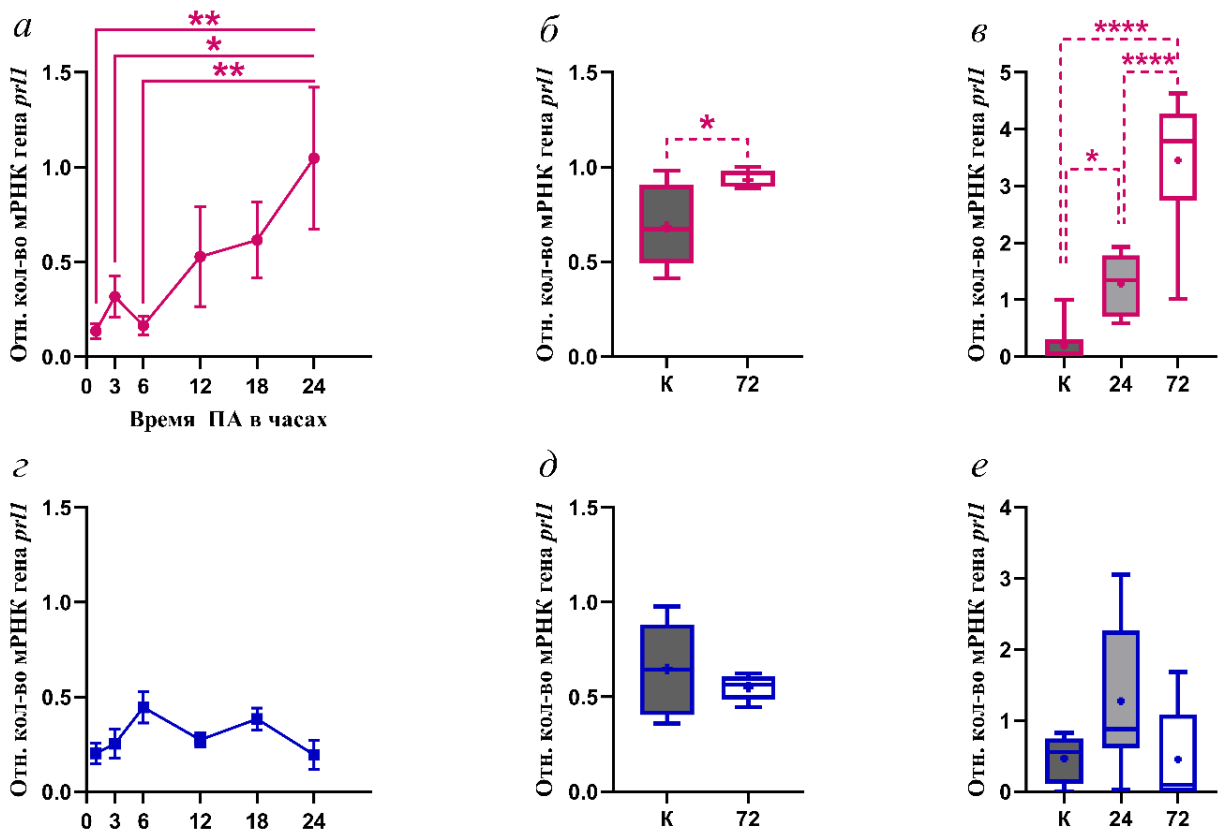 а
**
*
**
Отн. кол-во мРНК гена prl1
1.5
1.0
0.5
0.0
0 3 6 12 18 24
Время ПА в часах
б
*
Отн. кол-во мРНК гена prl1
1.5
1.0
0.5
0.0
К 72
в
****
****
*
Отн. кол-во мРНК гена prl1
5
4
3
2
1
0
К 24 72
г
Отн. кол-во мРНК гена prl1
1.5
1.0
0.5
0.0
0 3 6 12 18 24
д
Отн. кол-во мРНК гена prl1
1.5
1.0
0.5
0.0
К 72
е
Отн. кол-во мРНК гена prl1
4
3
2
1
0
К 24 72